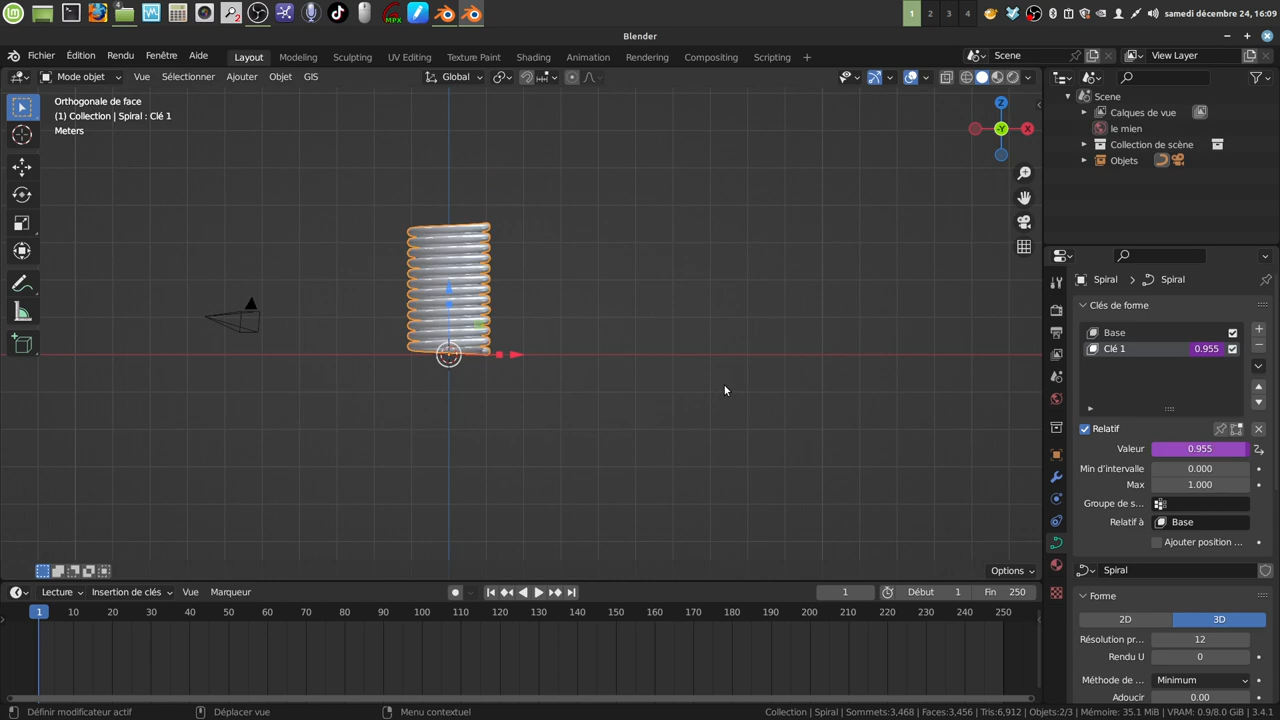 1 2 3 4 samedi décembre 24, 16:09
Blender
Fichier Édition Rendu Fenêtre Aide Layout Modeling Sculpting UV Editing Texture Paint Shading Animation Rendering Compositing Scripting + Scene View Layer
Mode objet Vue Sélectionner Ajouter Objet GIS Global
Orthogonale de face
(1) Collection | Spiral : Clé 1
Meters
Z
-Y X
Scene
Calques de vue
le mien
Collection de scène
Objets
Spiral > Spiral
Clés de forme
Base
Clé 1 0.955
Relatif
Valeur 0.955
Min d'intervalle 0.000
Max 1.000
Groupe de s...
Relatif à Base
Ajouter position ...
Options
Spiral
Forme
2D 3D
Résolution pr... 12
Rendu U 0
Méthode de ... Minimum
Adoucir 0.00
Lecture Insertion de clés Vue Marqueur 1 Début 1 Fin 250
1 10 20 30 40 50 60 70 80 90 100 110 120 130 140 150 160 170 180 190 200 210 220 230 240 250
Définir modificateur actif Déplacer vue Menu contextuel Collection | Spiral | Sommets:3,468 | Faces:3,456 | Tris:6,912 | Objets:2/3 | Mémoire: 35.1 MiB | VRAM: 0.9/8.0 GiB | 3.4.1